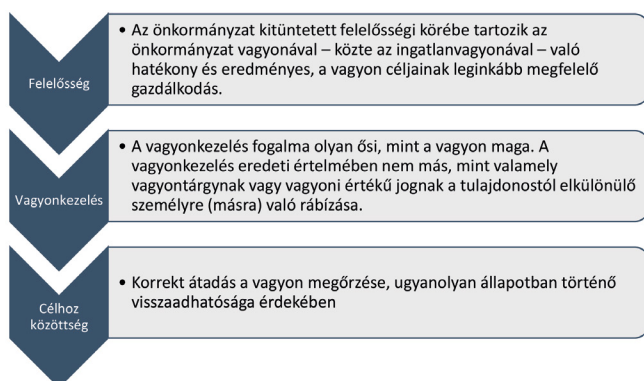 Felelősség
• Az önkormányzat kitüntetett felelősségi körébe tartozik az
önkormányzat vagyonával – közte az ingatlanvagyonával – való
hatékony és eredményes, a vagyon céljainak leginkább megfelelő
gazdálkodás.
Vagyonkezelés
• A vagyonkezelés fogalma olyan ősi, mint a vagyon maga. A
vagyonkezelés eredeti értelmében nem más, mint valamely
vagyontárgynak vagy vagyoni értékű jognak a tulajdonostól elkülönülő
személyre (másra) való rábízása.
Célhoz
közöttség
• Korrekt átadás a vagyon megőrzése, ugyanolyan állapotban történő
visszaadhatósága érdekében